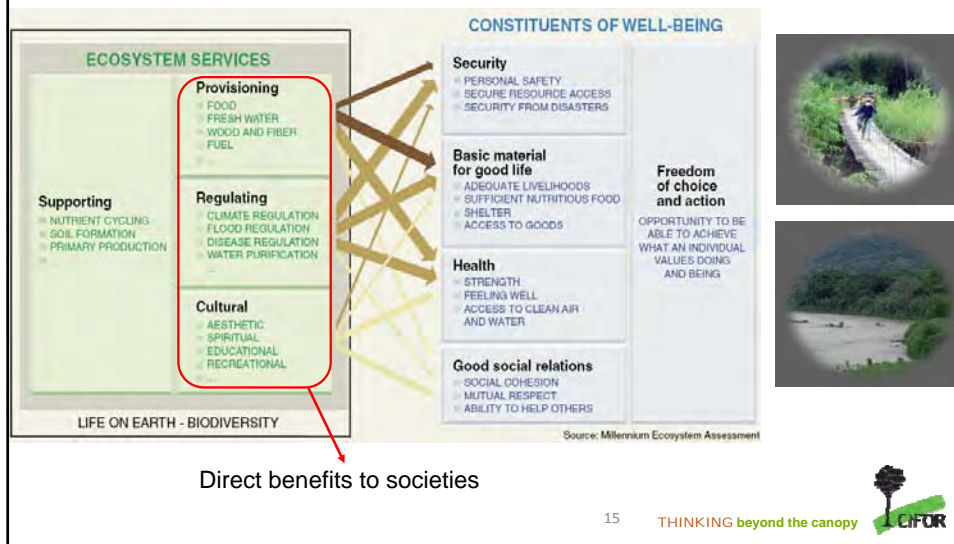 CONSTITUENTS OF WELL-BEING
ECOSYSTEM SERVICES
Supporting
NUTRIENT CYCLING
SOIL FORMATION
PRIMARY PRODUCTION
...
Provisioning
FOOD
FRESH WATER
WOOD AND FIBER
FUEL
...
Regulating
CLIMATE REGULATION
FLOOD REGULATION
DISEASE REGULATION
WATER PURIFICATION
...
Cultural
AESTHETIC
SPIRITUAL
EDUCATIONAL
RECREATIONAL
...
LIFE ON EARTH - BIODIVERSITY
Security
PERSONAL SAFETY
SECURE RESOURCE ACCESS
SECURITY FROM DISASTERS
Basic material
for good life
ADEQUATE LIVELIHOODS
SUFFICIENT NUTRITIOUS FOOD
SHELTER
ACCESS TO GOODS
Health
STRENGTH
FEELING WELL
ACCESS TO CLEAN AIR
AND WATER
Good social relations
SOCIAL COHESION
MUTUAL RESPECT
ABILITY TO HELP OTHERS
Freedom
of choice
and action
OPPORTUNITY TO BE
ABLE TO ACHIEVE
WHAT AN INDIVIDUAL
VALUES DOING
AND BEING
Source: Millennium Ecosystem Assessment
Direct benefits to societies
15
THINKING beyond the canopy
CIFOR